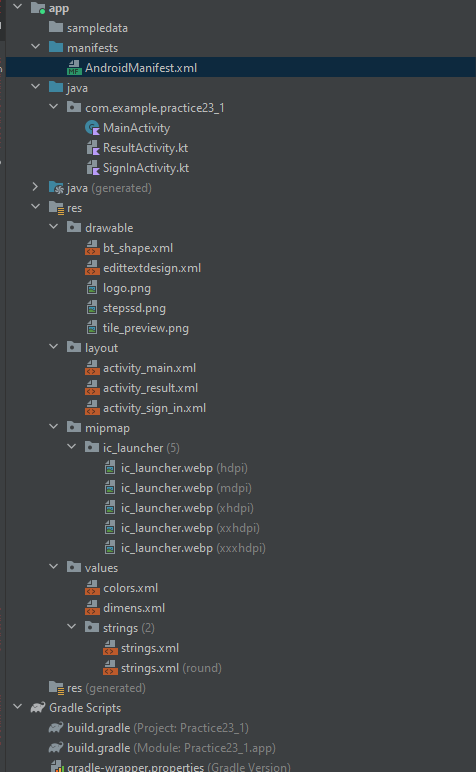 app
sampledata
manifests
AndroidManifest.xml
java
com.example.practice23_1
MainActivity
ResultActivity.kt
SignInActivity.kt
java (generated)
res
drawable
bt_shape.xml
edittextdesign.xml
logo.png
stepssd.png
tile_preview.png
layout
activity_main.xml
activity_result.xml
activity_sign_in.xml
mipmap
ic_launcher (5)
ic_launcher.webp (hdpi)
ic_launcher.webp (mdpi)
ic_launcher.webp (xhdpi)
ic_launcher.webp (xxhdpi)
ic_launcher.webp (xxxhdpi)
values
colors.xml
dimens.xml
strings (2)
strings.xml
strings.xml (round)
res (generated)
Gradle Scripts
build.gradle (Project: Practice23_1)
build.gradle (Module: Practice23_1.app)
gradle-wrapper.properties (Gradle Version)